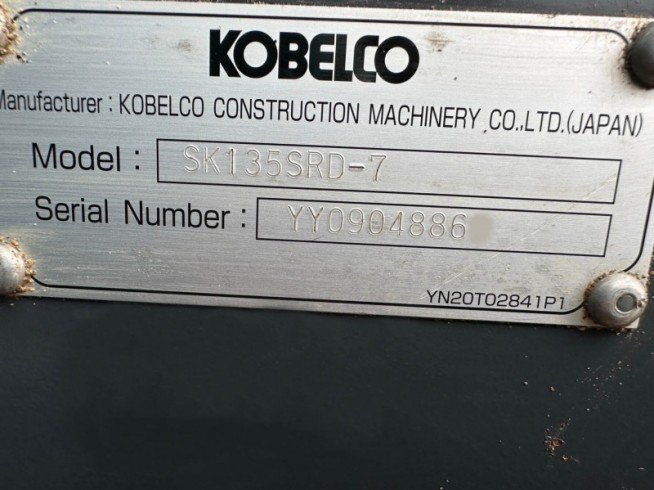 KOBELCO
Manufacturer : KOBELCO CONSTRUCTION MACHINERY CO.,LTD.(JAPAN)
Model : SK135SRD-7
Serial Number : YY0904886
YN20T02841P1